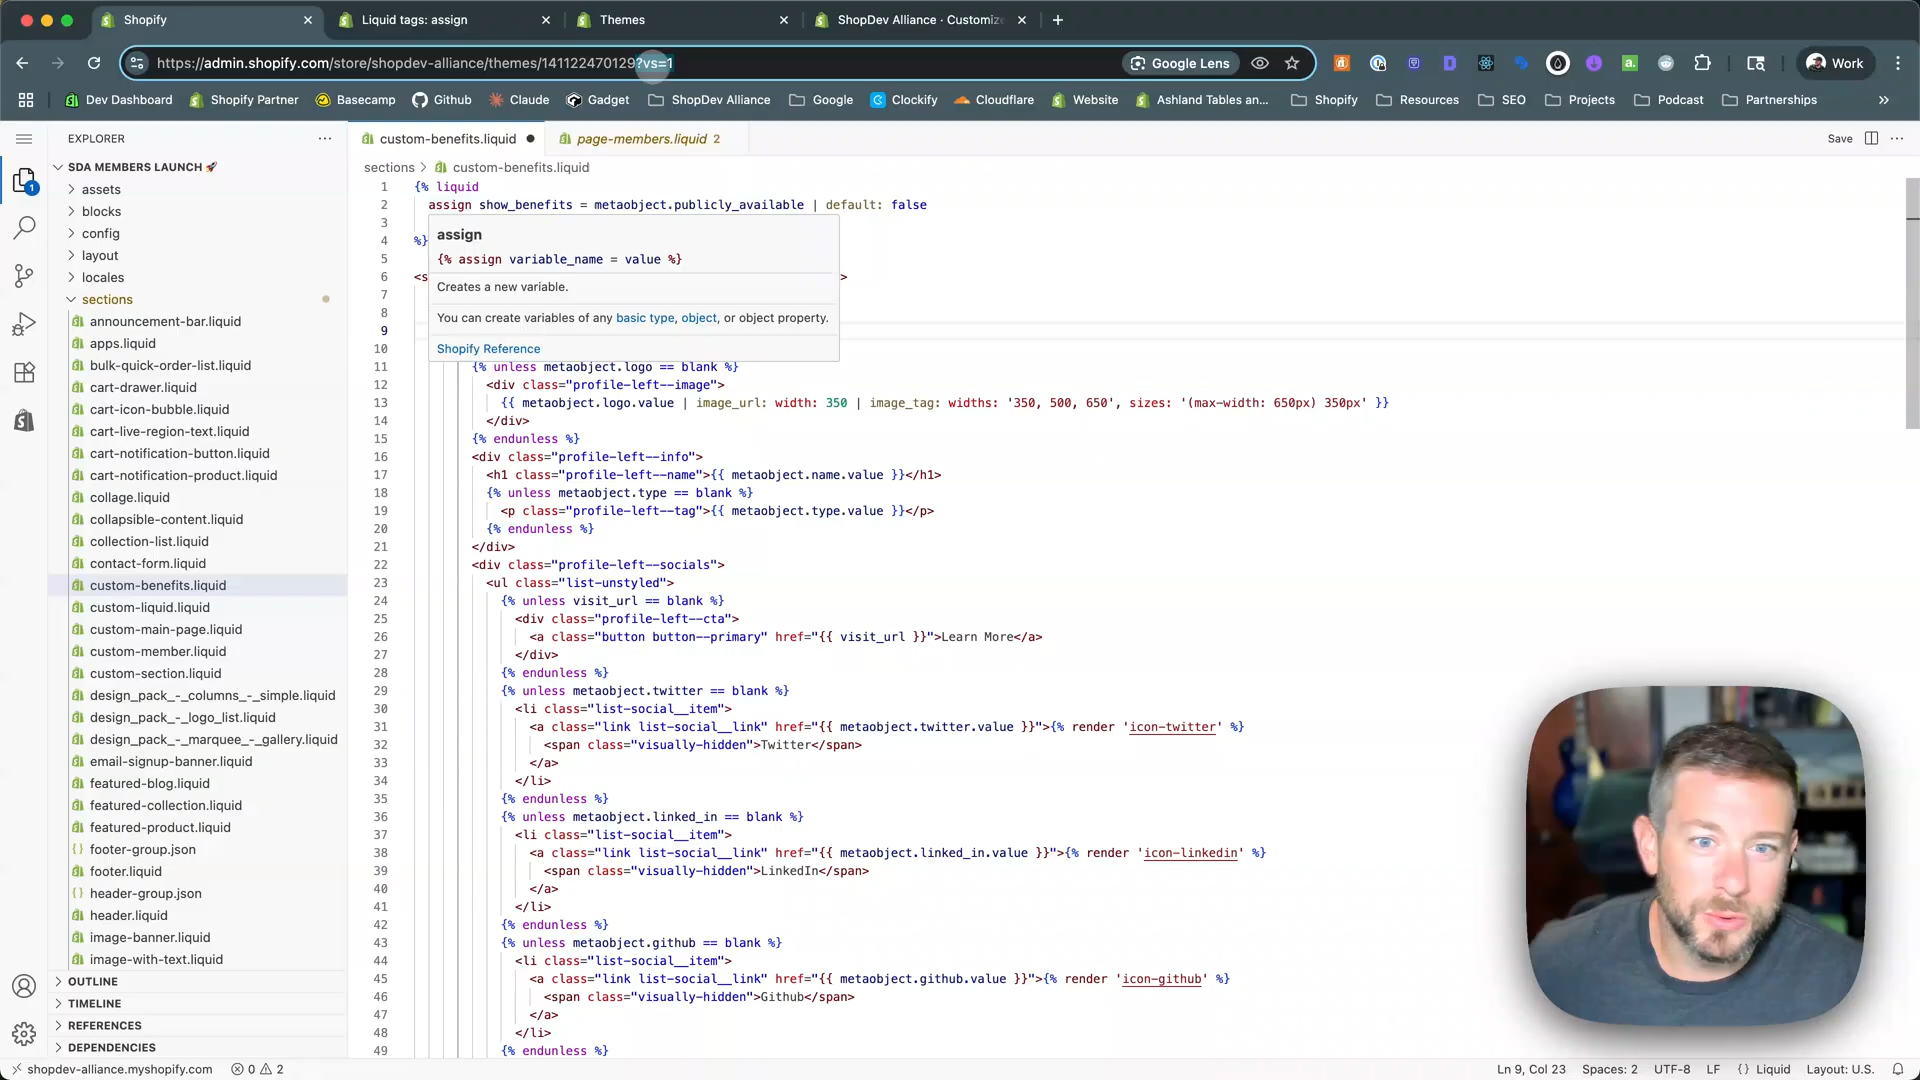 Shopify
Liquid tags: assign
Themes
ShopDev Alliance · Customize
https://admin.shopify.com/store/shopdev-alliance/themes/141122470129?vs=1
Google Lens
Work
Dev Dashboard
Shopify Partner
Basecamp
Github
Claude
Gadget
ShopDev Alliance
Google
Clockify
Cloudflare
Website
Ashland Tables an...
Shopify
Resources
SEO
Projects
Podcast
Partnerships
EXPLORER
SDA MEMBERS LAUNCH 🚀
assets
blocks
config
layout
locales
sections
announcement-bar.liquid
apps.liquid
bulk-quick-order-list.liquid
cart-drawer.liquid
cart-icon-bubble.liquid
cart-live-region-text.liquid
cart-notification-button.liquid
cart-notification-product.liquid
collage.liquid
collapsible-content.liquid
collection-list.liquid
contact-form.liquid
custom-benefits.liquid
custom-liquid.liquid
custom-main-page.liquid
custom-member.liquid
custom-section.liquid
design_pack_-_columns_-_simple.liquid
design_pack_-_logo_list.liquid
design_pack_-_marquee_-_gallery.liquid
email-signup-banner.liquid
featured-blog.liquid
featured-collection.liquid
featured-product.liquid
footer-group.json
footer.liquid
header-group.json
header.liquid
image-banner.liquid
image-with-text.liquid
OUTLINE
TIMELINE
REFERENCES
DEPENDENCIES
custom-benefits.liquid
page-members.liquid 2
Save
sections > custom-benefits.liquid
1 {% liquid
2 assign show_benefits = metaobject.publicly_available | default: false
3
4 %}
5
6 <s >
7
8
9
10
assign
{% assign variable_name = value %}
Creates a new variable.
You can create variables of any basic type, object, or object property.
Shopify Reference
11 {% unless metaobject.logo == blank %}
12 <div class="profile-left--image">
13 {{ metaobject.logo.value | image_url: width: 350 | image_tag: widths: '350, 500, 650', sizes: '(max-width: 650px) 350px' }}
14 </div>
15 {% endunless %}
16 <div class="profile-left--info">
17 <h1 class="profile-left--name">{{ metaobject.name.value }}</h1>
18 {% unless metaobject.type == blank %}
19 <p class="profile-left--tag">{{ metaobject.type.value }}</p>
20 {% endunless %}
21 </div>
22 <div class="profile-left--socials">
23 <ul class="list-unstyled">
24 {% unless visit_url == blank %}
25 <div class="profile-left--cta">
26 <a class="button button--primary" href="{{ visit_url }}">Learn More</a>
27 </div>
28 {% endunless %}
29 {% unless metaobject.twitter == blank %}
30 <li class="list-social__item">
31 <a class="link list-social__link" href="{{ metaobject.twitter.value }}">{% render 'icon-twitter' %}
32 <span class="visually-hidden">Twitter</span>
33 </a>
34 </li>
35 {% endunless %}
36 {% unless metaobject.linked_in == blank %}
37 <li class="list-social__item">
38 <a class="link list-social__link" href="{{ metaobject.linked_in.value }}">{% render 'icon-linkedin' %}
39 <span class="visually-hidden">LinkedIn</span>
40 </a>
41 </li>
42 {% endunless %}
43 {% unless metaobject.github == blank %}
44 <li class="list-social__item">
45 <a class="link list-social__link" href="{{ metaobject.github.value }}">{% render 'icon-github' %}
46 <span class="visually-hidden">Github</span>
47 </a>
48 </li>
49 {% endunless %}
shopdev-alliance.myshopify.com
0
2
Ln 9, Col 23
Spaces: 2
UTF-8
LF
{ } Liquid
Layout: U.S.